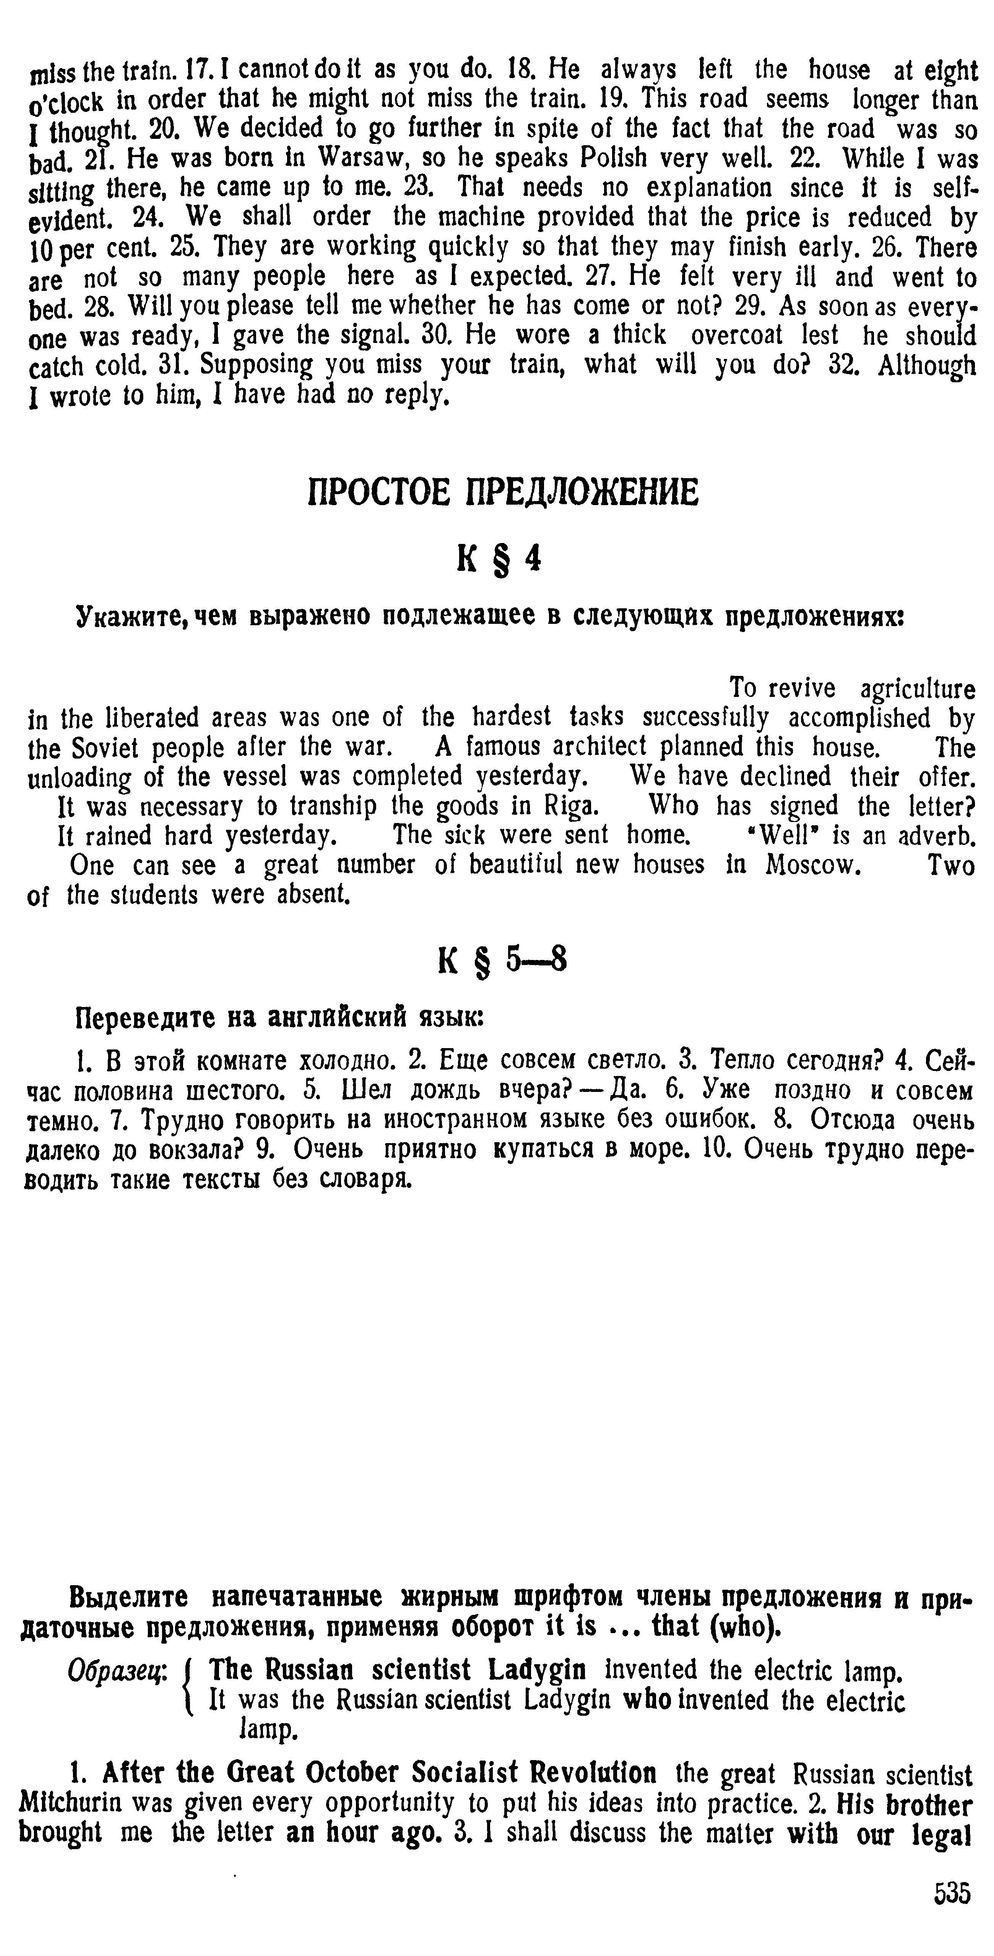 miss the train. 17. I cannot do it as you do. 18. He always left the house at eight
o'clock in order that he might not miss the train. 19. This road seems longer than
I thought. 20. We decided to go further in spite of the fact that the road was so
bad. 21. He was born in Warsaw, so he speaks Polish very well. 22. While I was
sitting there, he came up to me. 23. That needs no explanation since it is self-
evident. 24. We shall order the machine provided that the price is reduced by
10 per cent. 25. They are working quickly so that they may finish early. 26. There
are not so many people here as I expected. 27. He felt very ill and went to
bed. 28. Will you please tell me whether he has come or not? 29. As soon as every-
one was ready, I gave the signal. 30. He wore a thick overcoat lest he should
catch cold. 31. Supposing you miss your train, what will you do? 32. Although
I wrote to him, I have had no reply.
ПРОСТОЕ ПРЕДЛОЖЕНИЕ
К § 4
Укажите, чем выражено подлежащее в следующих предложениях:
To revive agriculture
in the liberated areas was one of the hardest tasks successfully accomplished by
the Soviet people after the war. A famous architect planned this house. The
unloading of the vessel was completed yesterday. We have declined their offer.
It was necessary to tranship the goods in Riga. Who has signed the letter?
It rained hard yesterday. The sick were sent home. “Well” is an adverb.
One can see a great number of beautiful new houses in Moscow. Two
of the students were absent.
К § 5—8
Переведите на английский язык:
1. В этой комнате холодно. 2. Еще совсем светло. 3. Тепло сегодня? 4. Сей-
час половина шестого. 5. Шел дождь вчера? — Да. 6. Уже поздно и совсем
темно. 7. Трудно говорить на иностранном языке без ошибок. 8. Отсюда очень
далеко до вокзала? 9. Очень приятно купаться в море. 10. Очень трудно пере-
водить такие тексты без словаря.
Выделите напечатанные жирным шрифтом члены предложения и при-
даточные предложения, применяя оборот it is ... that (who).
Образец: { The Russian scientist Ladygin invented the electric lamp.
It was the Russian scientist Ladygin who invented the electric
lamp.
1. After the Great October Socialist Revolution the great Russian scientist
Mitchurin was given every opportunity to put his ideas into practice. 2. His brother
brought me the letter an hour ago. 3. I shall discuss the matter with our legal
535